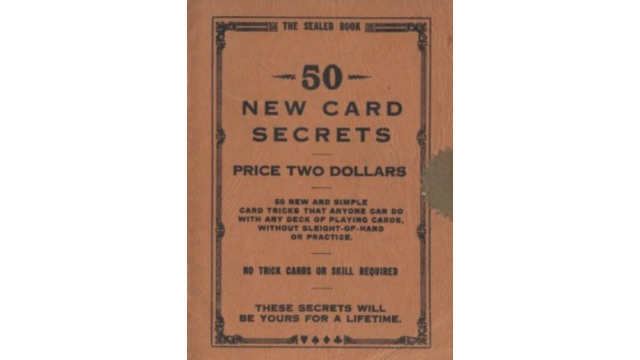 THE SEALED BOOK
50
NEW CARD
SECRETS
PRICE TWO DOLLARS
50 NEW AND SIMPLE
CARD TRICKS THAT ANYONE CAN DO
WITH ANY DECK OF PLAYING CARDS,
WITHOUT SLEIGHT-OF-HAND
OR PRACTICE.
NO TRICK CARDS OR SKILL REQUIRED
THESE SECRETS WILL
BE YOURS FOR A LIFETIME.